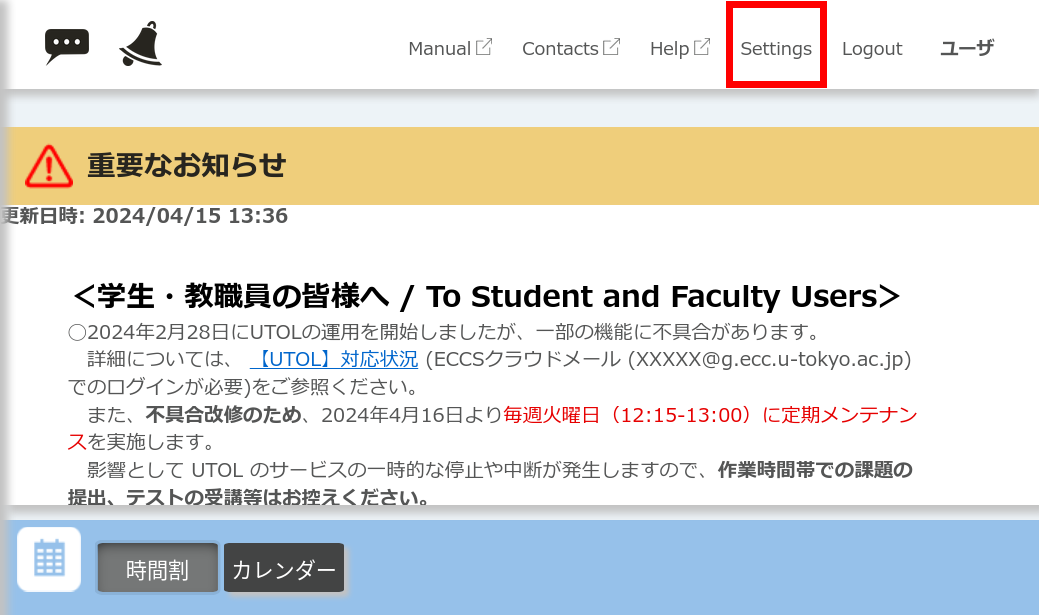 Manual Contacts Help Settings Logout ユーザ
重要なお知らせ
更新日時: 2024/04/15 13:36
＜学生・教職員の皆様へ / To Student and Faculty Users＞
○2024年2月28日にUTOLの運用を開始しましたが、一部の機能に不具合があります。
詳細については、 【UTOL】対応状況 (ECCSクラウドメール (XXXXX@g.ecc.u-tokyo.ac.jp)
でのログインが必要)をご参照ください。
また、不具合改修のため、2024年4月16日より毎週火曜日（12:15-13:00）に定期メンテナン
スを実施します。
影響として UTOL のサービスの一時的な停止や中断が発生しますので、作業時間帯での課題の
提出、テストの受講等はお控えください。
時間割 カレンダー